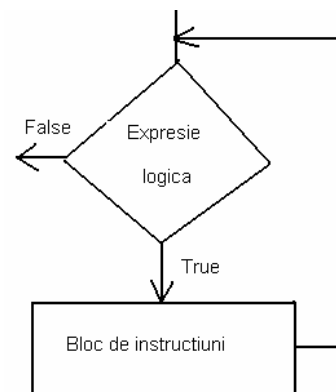 False
Expresie
logica
True
Bloc de instructiuni